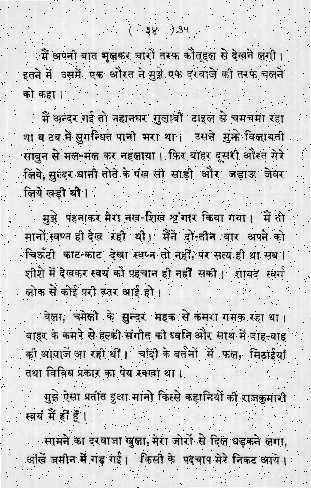 ( ३४ ) ३५
मैं अपनी बात भूलकर चारों तरफ कौतूहल से देखने लगी।
इतने में उसमें एक औरत ने मुझे एक दरवाजे की तरफ चलने
को कहा।
मैं अन्दर गई तो नहानघर गुलाबी टाइल से चमचमा रहा
था व टब में सुगन्धित पानी भरा था। उसने मुझे विलायती
साबुन से मल-मल कर नहलाया। फिर बाहर दूसरी औरत मेरे
लिये, सुन्दर धानी तोते के पंख सी साड़ी और जड़ाऊ जेवर
लिये खड़ी थी।
मुझे पहनाकर मेरा नख-शिख श्रृंगार किया गया। मैं तो
मानों स्वप्न ही देख रही थी। मैंने दो-तीन बार अपने को
चिऊँटी काट-काट देखा स्वप्न तो नहीं, पर सत्य ही था सब।
शीशे में देखकर स्वयं को पहचान ही नहीं सकी। शायद स्वर्ग
लोक से कोई परी उतर आई हो।
बेला, चमेली के सुन्दर महक से कमरा गमक रहा था।
बाहर के कमरे से हल्की संगीत की ध्वनि और साथ में वाह-वाह
की आवाजें आ रही थीं। चांदी के बर्तनों में फल, मिठाईयां
तथा विविध प्रकार का पेय रक्खा था।
मुझे ऐसा प्रतीत हुआ मानो किस्से कहानियों की राजकुमारी
स्वयं मैं ही हूँ।
सामने का दरवाजा खुला, मेरा जोरों से दिल धड़कने लगा,
आंखें जमीन में गड़ गईं। किसी के पदचाप मेरे निकट आये।